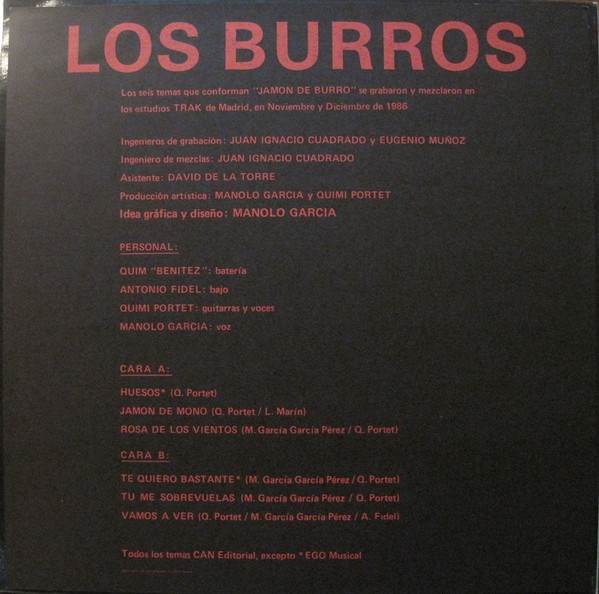 LOS BURROS
Los seis temas que conforman "JAMON DE BURRO" se grabaron y mezclaron en
los estudios TRAK de Madrid, en Noviembre y Diciembre de 1986
Ingenieros de grabación: JUAN IGNACIO CUADRADO y EUGENIO MUÑOZ
Ingeniero de mezclas: JUAN IGNACIO CUADRADO
Asistente: DAVID DE LA TORRE
Producción artística: MANOLO GARCIA y QUIMI PORTET
Idea gráfica y diseño: MANOLO GARCIA
PERSONAL:
QUIM "BENITEZ": batería
ANTONIO FIDEL: bajo
QUIMI PORTET: guitarras y voces
MANOLO GARCIA: voz
CARA A:
HUESOS* (Q. Portet)
JAMON DE MONO (Q. Portet / L. Marín)
ROSA DE LOS VIENTOS (M. García García Pérez / Q. Portet)
CARA B:
TE QUIERO BASTANTE* (M. García García Pérez / Q. Portet)
TU ME SOBREVUELAS (M. García García Pérez / Q. Portet)
VAMOS A VER (Q. Portet / M. García García Pérez / A. Fidel)
Todos los temas CAN Editorial, excepto *EGO Musical